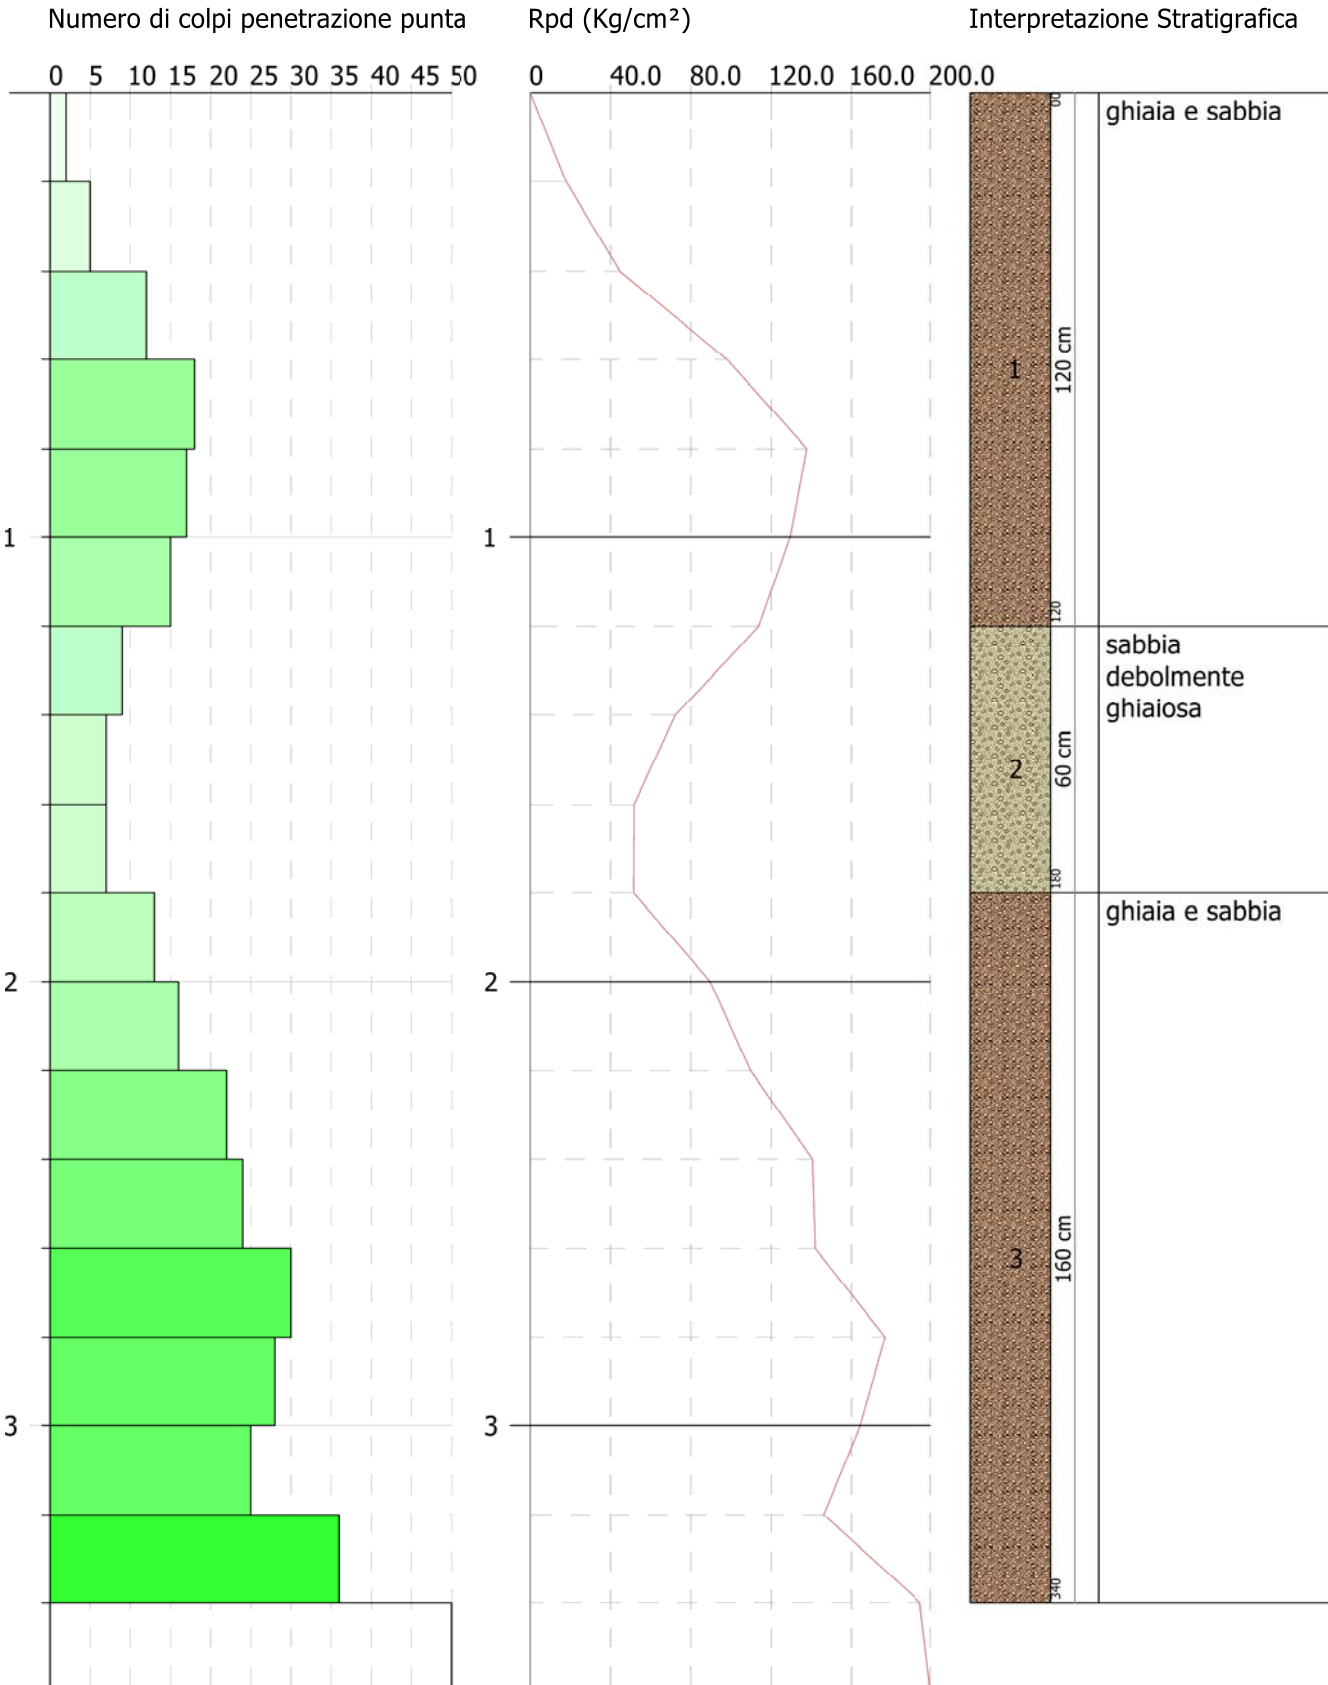 Numero di colpi penetrazione punta
Rpd (Kg/cm²)
Interpretazione Stratigrafica
0 5 10 15 20 25 30 35 40 45 50
0 40.0 80.0 120.0 160.0 200.0
00
ghiaia e sabbia
1
120 cm
1
1
120
sabbia
debolmente
ghiaiosa
2
60 cm
180
ghiaia e sabbia
2
2
3
160 cm
3
3
340